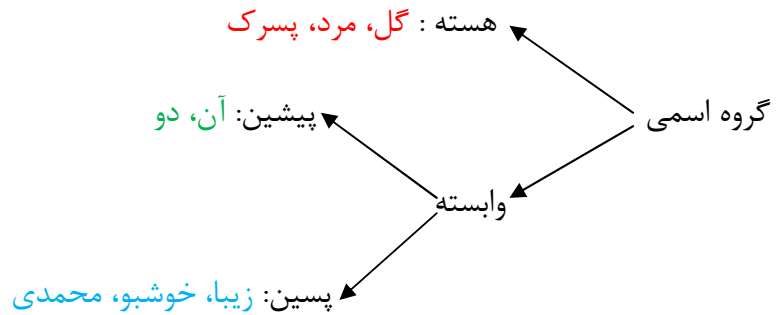 هسته : گل، مرد، پسرک
گروه اسمی
پیشین: آن، دو
وابسته
پسین: زیبا، خوشبو، محمدی